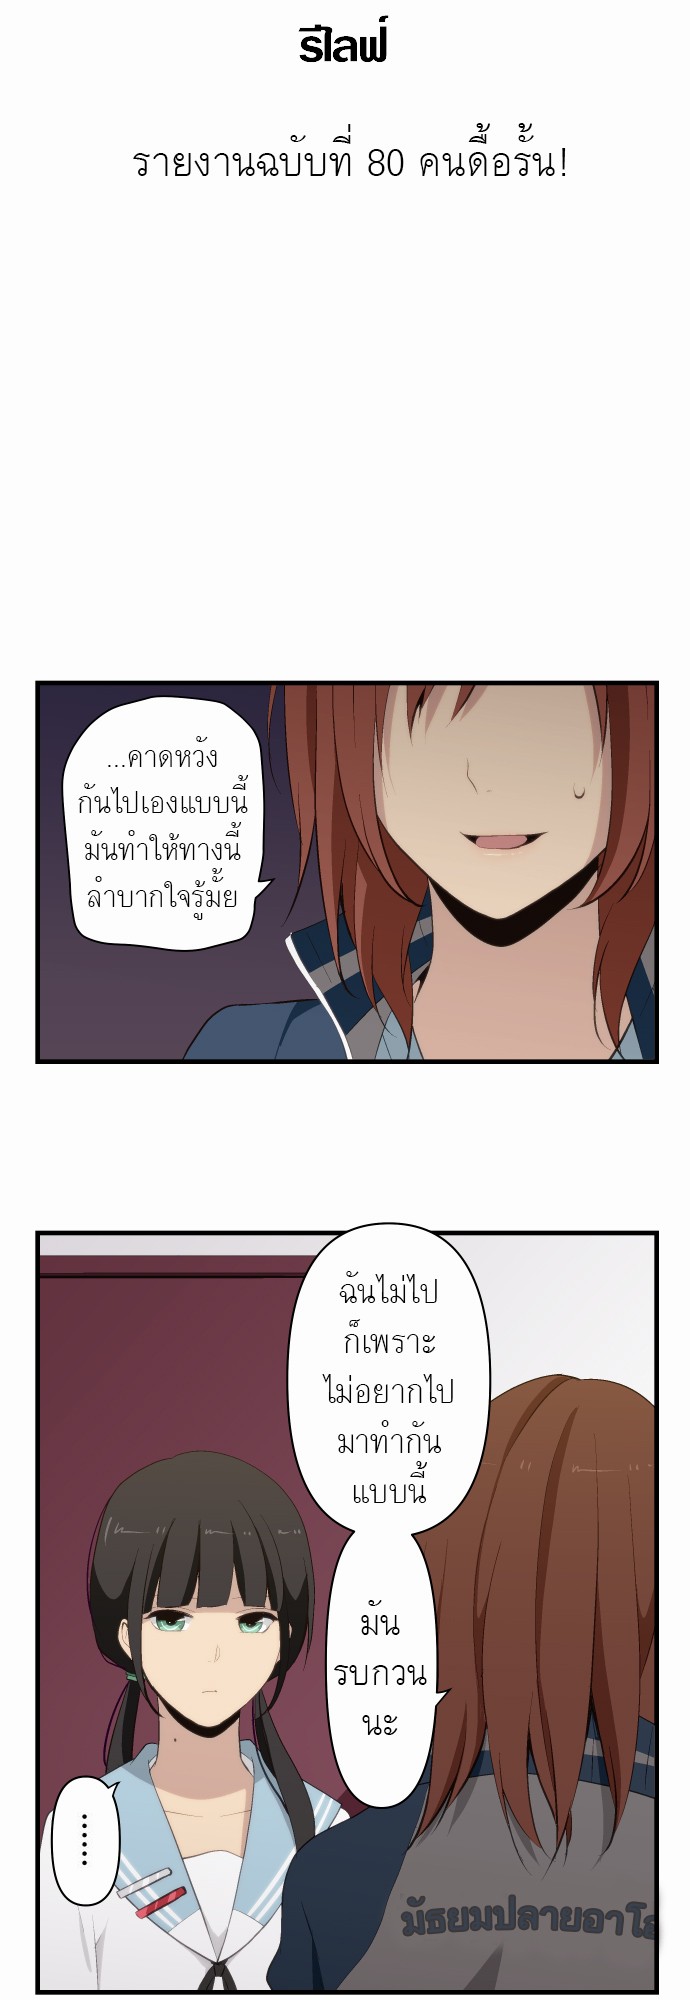 รีไลฟ์
รายงานฉบับที่ 80 คนดื้อรั้น!
...คาดหวัง
กันไปเองแบบนี้
มันทำให้ทางนี้
ลำบากใจรู้มั้ย
ฉันไม่ไป
ก็เพราะ
ไม่อยากไป
มาทำกัน
แบบนี้
มัน
รบกวน
นะ
......
มัธยมปลายอาโอ